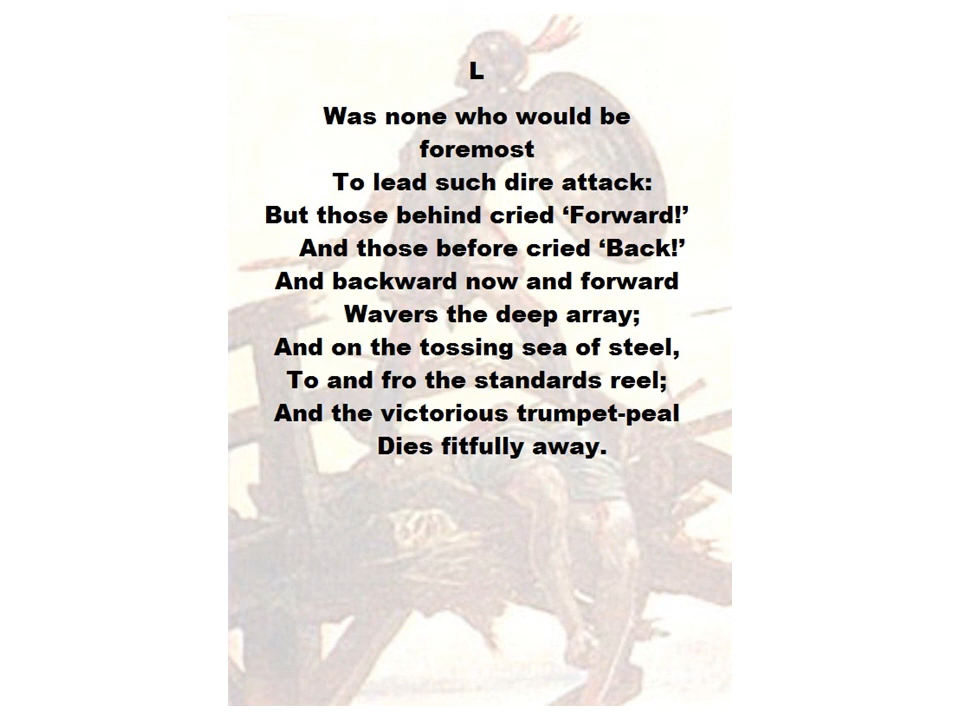 L
Was none who would be
foremost
To lead such dire attack:
But those behind cried ‘Forward!’
And those before cried ‘Back!’
And backward now and forward
Wavers the deep array;
And on the tossing sea of steel,
To and fro the standards reel;
And the victorious trumpet-peal
Dies fitfully away.